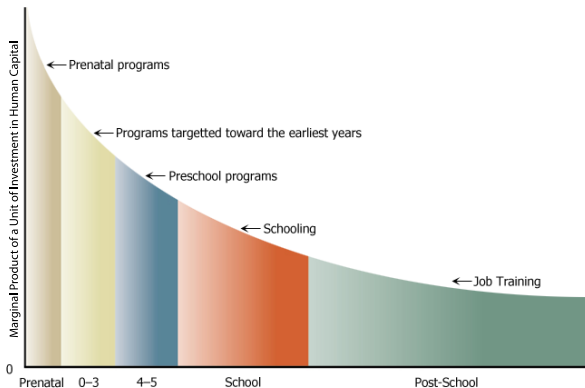 Marginal Product of a Unit of Investment in Human Capital
Prenatal programs
Programs targetted toward the earliest years
Preschool programs
Schooling
Job Training
0
Prenatal 0–3 4–5 School Post-School